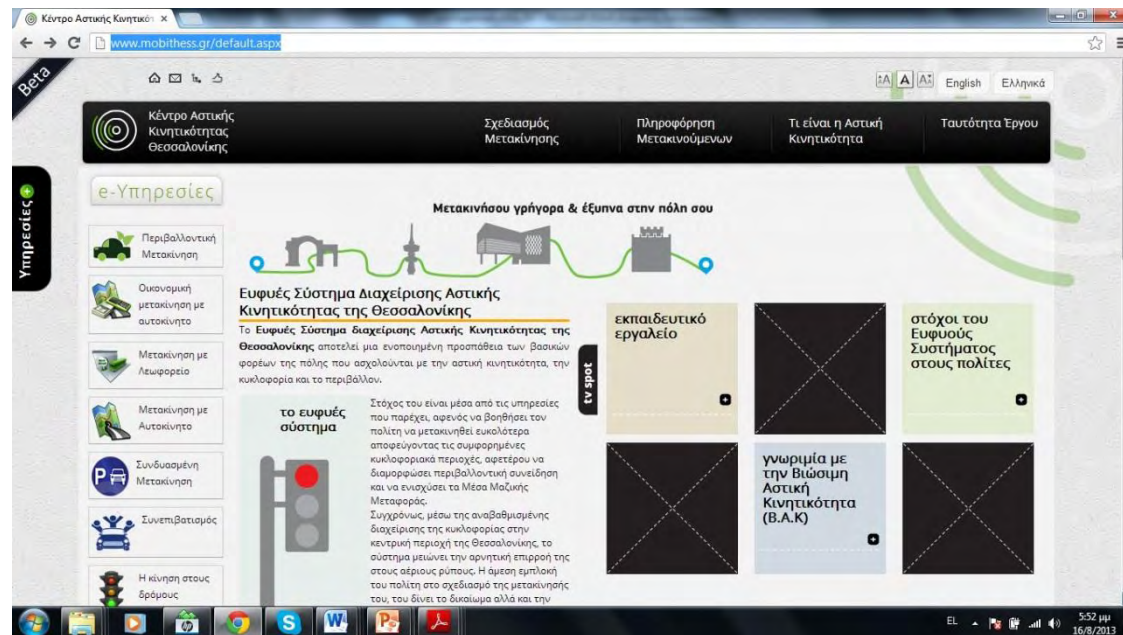 Κέντρο Αστικής Κινητικότ
www.mobithess.gr/default.aspx
Beta
English
Ελληνικά
Κέντρο Αστικής
Κινητικότητας
Θεσσαλονίκης
Σχεδιασμός
Μετακίνησης
Πληροφόρηση
Μετακινούμενων
Τι είναι η Αστική
Κινητικότητα
Ταυτότητα Έργου
Υπηρεσίες
e-Υπηρεσίες
Περιβαλλοντική
Μετακίνηση
Οικονομική
μετακίνηση με
αυτοκίνητο
Μετακίνηση με
Λεωφορείο
Μετακίνηση με
Αυτοκίνητο
Συνδυασμένη
Μετακίνηση
Συνεπιβατισμός
Η κίνηση στους
δρόμους
Μετακινήσου γρήγορα & έξυπνα στην πόλη σου
Ευφυές Σύστημα Διαχείρισης Αστικής
Κινητικότητας της Θεσσαλονίκης
Το Ευφυές Σύστημα διαχείρισης Αστικής Κινητικότητας της
Θεσσαλονίκης αποτελεί μια ενοποιημένη προσπάθεια των βασικών
φορέων της πόλης που ασχολούνται με την αστική κινητικότητα, την
κυκλοφορία και το περιβάλλον.
το ευφυές
σύστημα
Στόχος του είναι μέσα από τις υπηρεσίες
που παρέχει, αφενός να βοηθήσει τον
πολίτη να μετακινηθεί ευκολότερα
αποφεύγοντας τις συμφορημένες
κυκλοφοριακά περιοχές, αφετέρου να
διαμορφώσει περιβαλλοντική συνείδηση
και να ενισχύσει τα Μέσα Μαζικής
Μεταφοράς.
Συγχρόνως, μέσω της αναβαθμισμένης
διαχείρισης της κυκλοφορίας στην
κεντρική περιοχή της Θεσσαλονίκης, το
σύστημα μειώνει την αρνητική επιρροή της
στους αέριους ρύπους. Η άμεση εμπλοκή
του πολίτη στο σχεδιασμό της μετακίνησής
του, του δίνει το δικαίωμα αλλά και την
tv spot
εκπαιδευτικό
εργαλείο
στόχοι του
Ευφυούς
Συστήματος
στους πολίτες
γνωριμία με
την Βιώσιμη
Αστική
Κινητικότητα
(Β.Α.Κ)
EL
5:52 μμ
16/8/2013